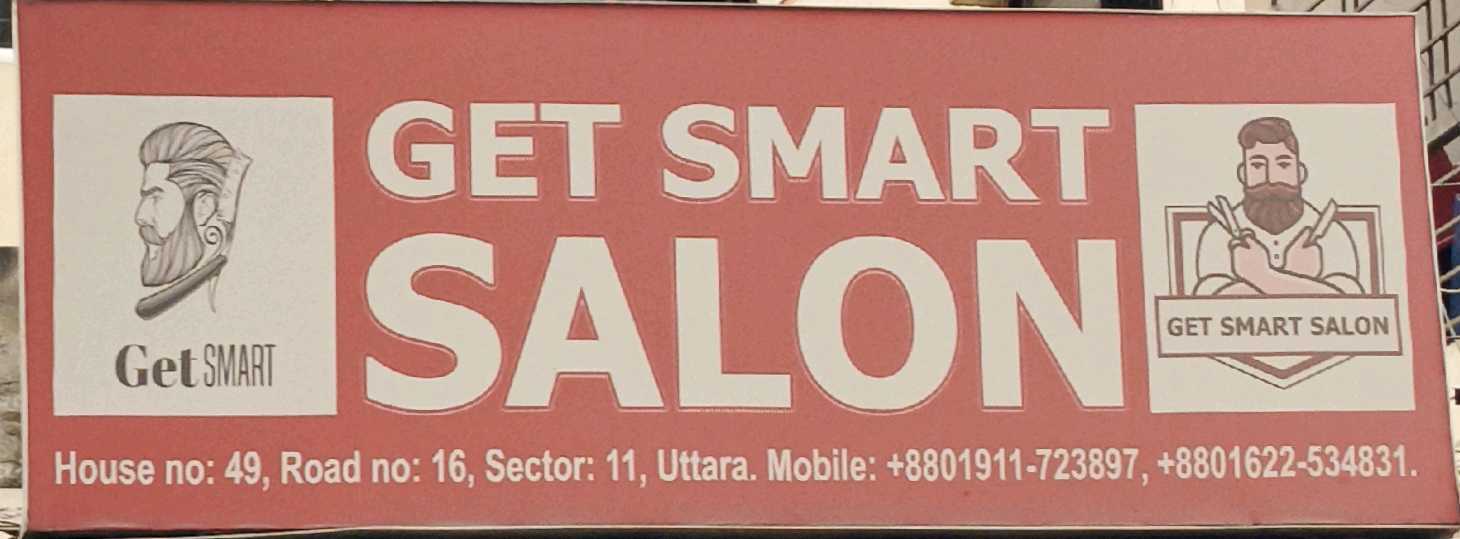 GET SMART
SALON
Get SMART
GET SMART SALON
House no: 49, Road no: 16, Sector: 11, Uttara. Mobile: +8801911-723897, +8801622-534831.